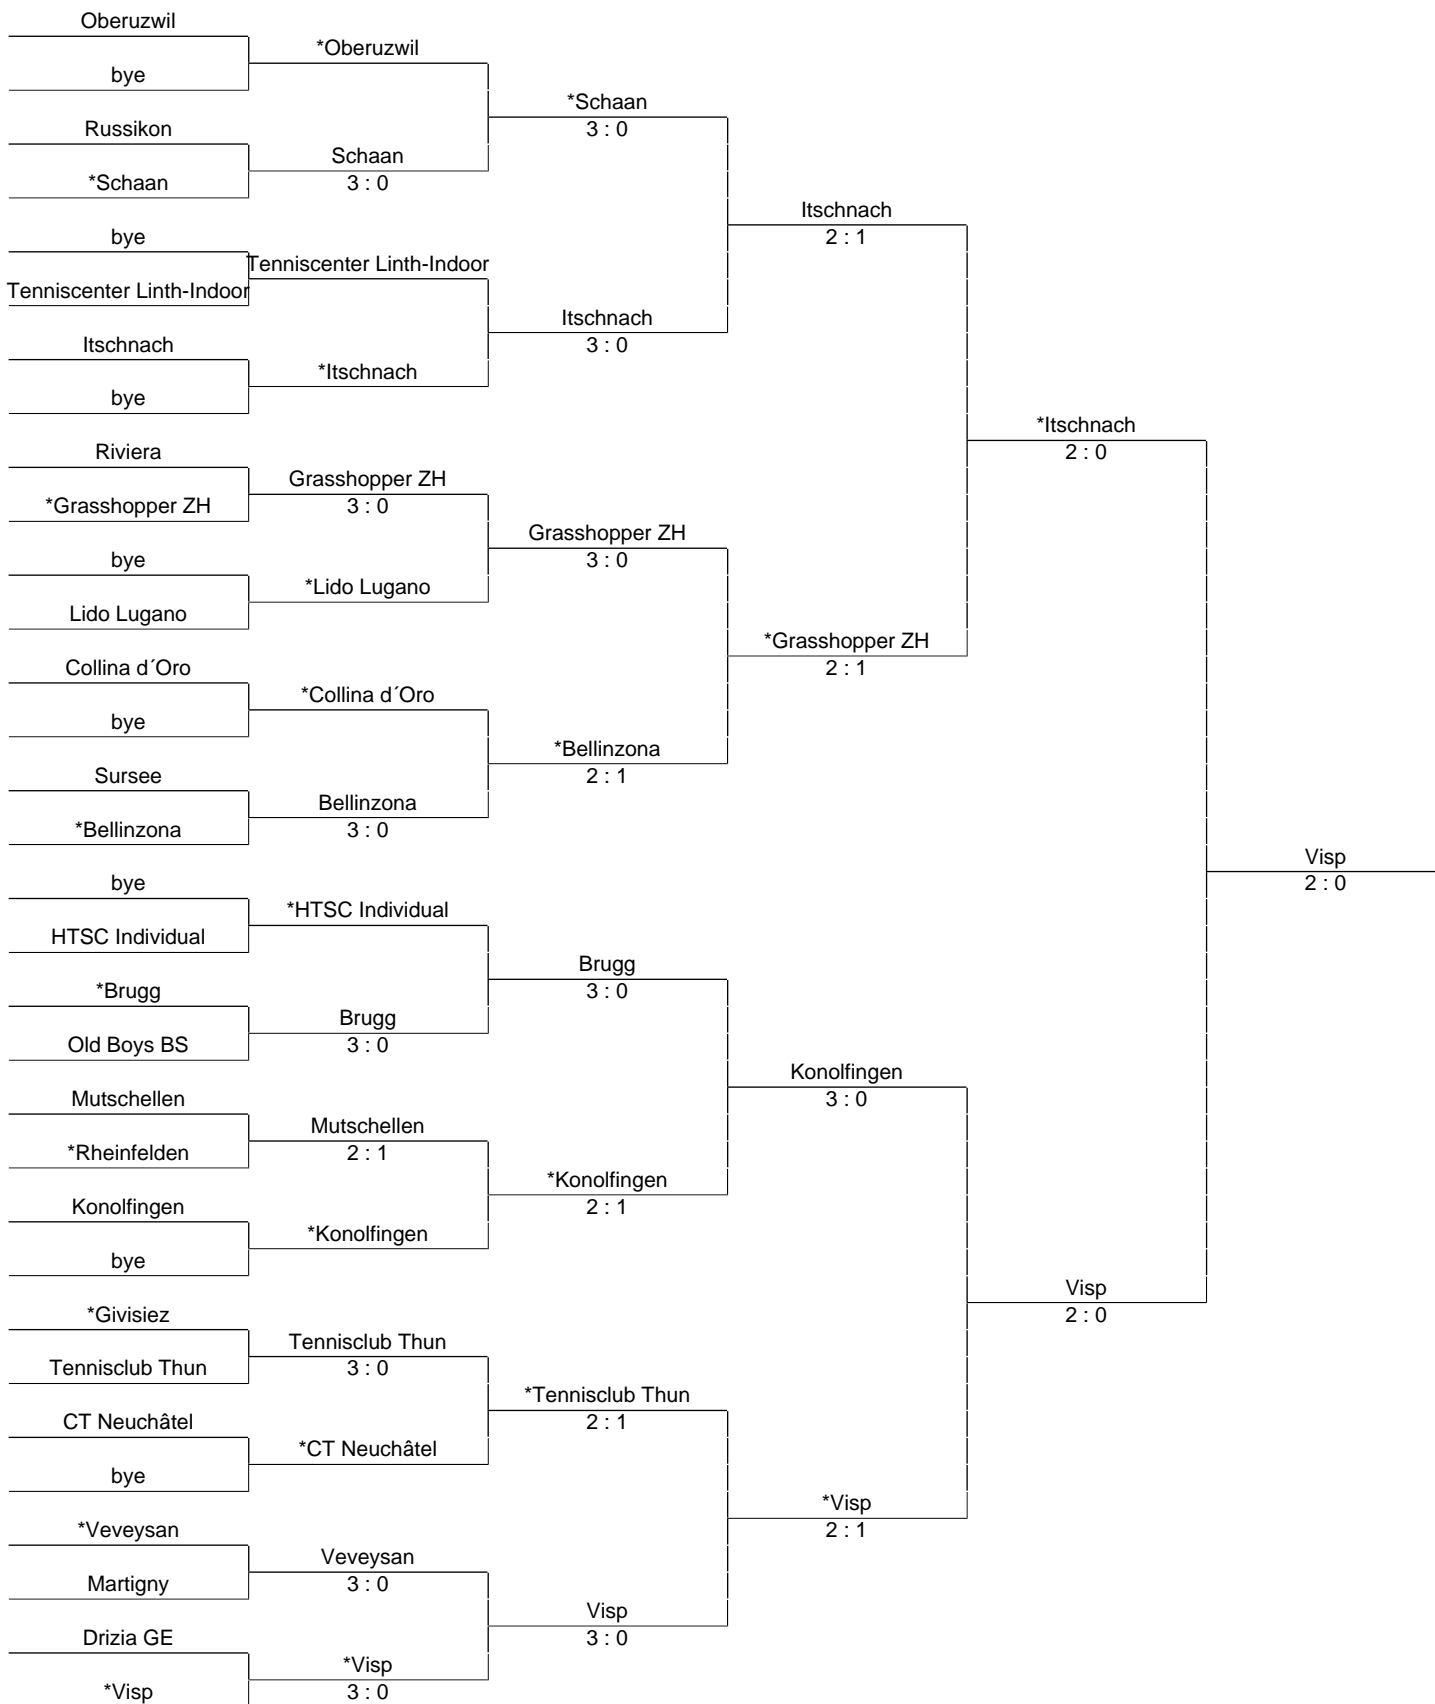 Oberuzwil
bye
Russikon
*Schaan
bye
Tenniscenter Linth-Indoor
Itschnach
bye
Riviera
*Grasshopper ZH
bye
Lido Lugano
Collina d´Oro
bye
Sursee
*Bellinzona
bye
HTSC Individual
*Brugg
Old Boys BS
Mutschellen
*Rheinfelden
Konolfingen
bye
*Givisiez
Tennisclub Thun
CT Neuchâtel
bye
*Veveysan
Martigny
Drizia GE
*Visp
*Oberuzwil
Schaan
3 : 0
Tenniscenter Linth-Indoor
*Itschnach
Grasshopper ZH
3 : 0
*Lido Lugano
*Collina d´Oro
Bellinzona
3 : 0
*HTSC Individual
Brugg
3 : 0
Mutschellen
2 : 1
*Konolfingen
Tennisclub Thun
3 : 0
*CT Neuchâtel
Veveysan
3 : 0
*Visp
3 : 0
*Schaan
3 : 0
Itschnach
3 : 0
Grasshopper ZH
3 : 0
*Bellinzona
2 : 1
Brugg
3 : 0
*Konolfingen
2 : 1
*Tennisclub Thun
2 : 1
Visp
3 : 0
Itschnach
2 : 1
*Grasshopper ZH
2 : 1
Konolfingen
3 : 0
*Visp
2 : 1
*Itschnach
2 : 0
Visp
2 : 0
Visp
2 : 0